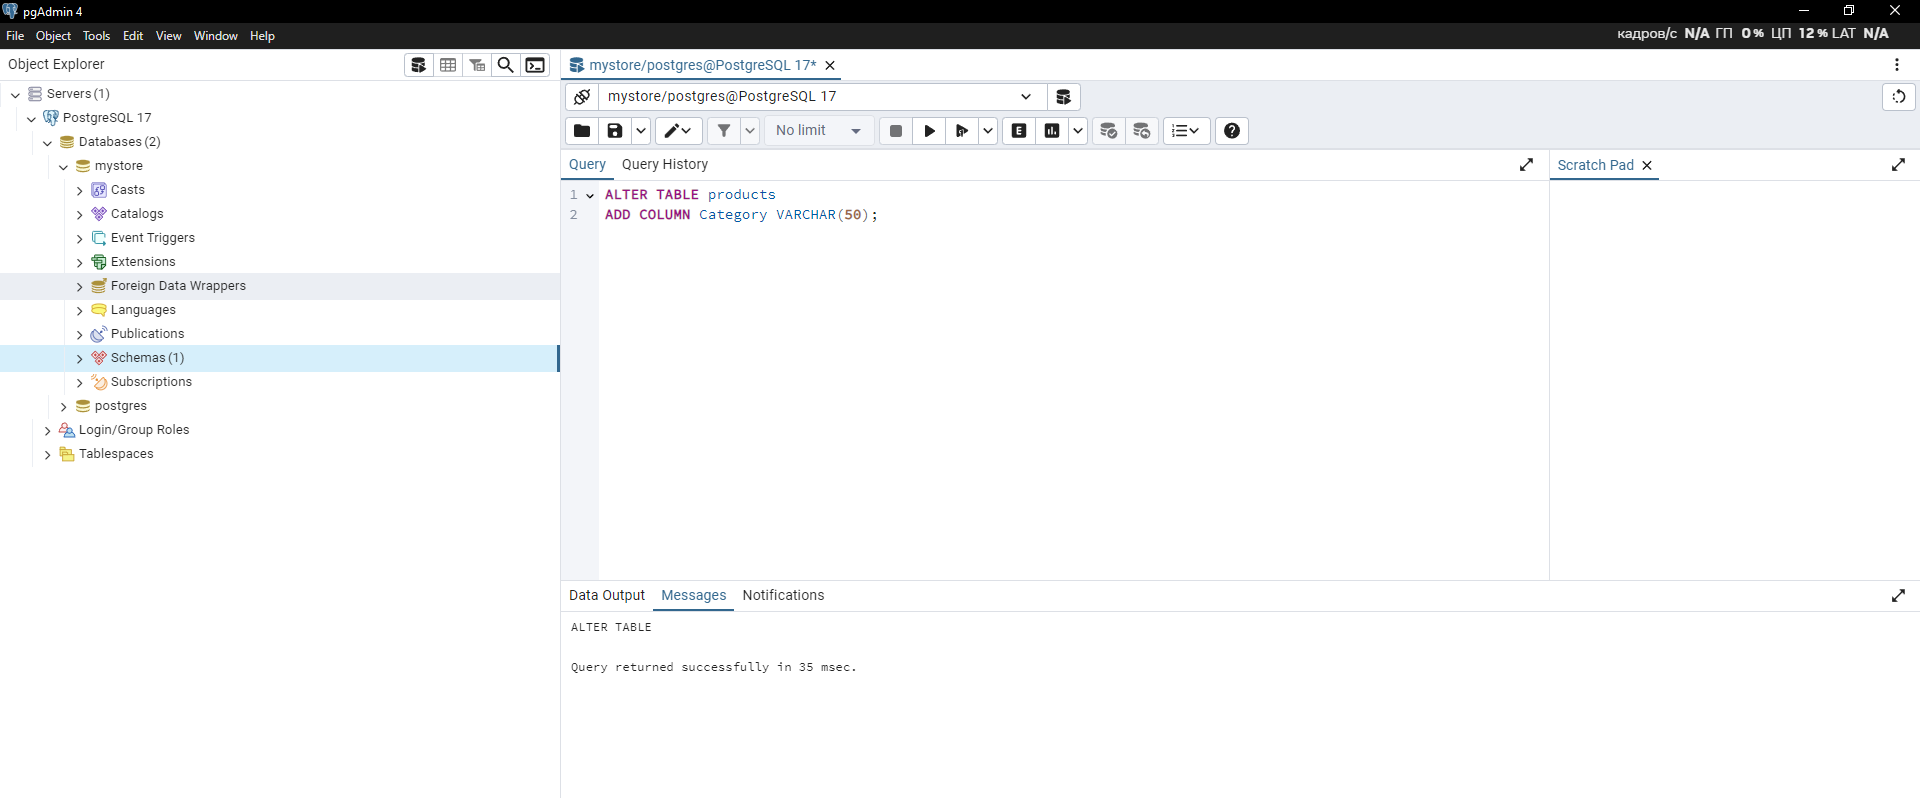 pgAdmin 4
File Object Tools Edit View Window Help
кадров/с N/A ГП 0% ЦП 12% LAT N/A
Object Explorer
Servers (1)
PostgreSQL 17
Databases (2)
mystore
Casts
Catalogs
Event Triggers
Extensions
Foreign Data Wrappers
Languages
Publications
Schemas (1)
Subscriptions
postgres
Login/Group Roles
Tablespaces
mystore/postgres@PostgreSQL 17*
mystore/postgres@PostgreSQL 17
No limit
E
Query Query History
Scratch Pad
1 ALTER TABLE products
2 ADD COLUMN Category VARCHAR(50);
Data Output Messages Notifications
ALTER TABLE
Query returned successfully in 35 msec.